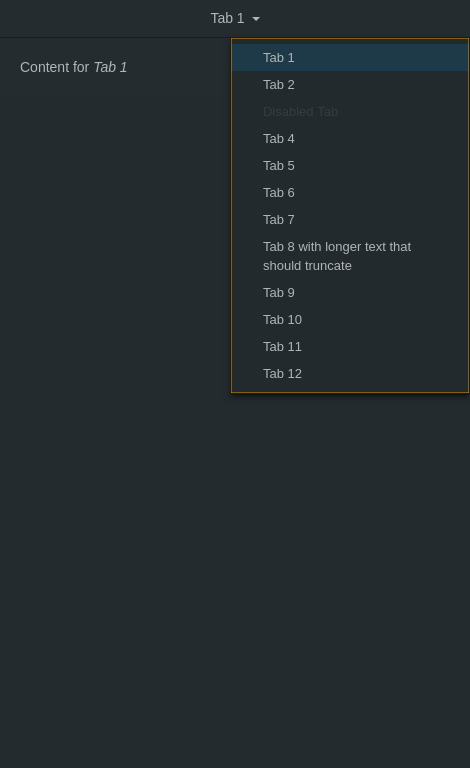 Tab 1
Content for Tab 1
Tab 1
Tab 2
Disabled Tab
Tab 4
Tab 5
Tab 6
Tab 7
Tab 8 with longer text that
should truncate
Tab 9
Tab 10
Tab 11
Tab 12